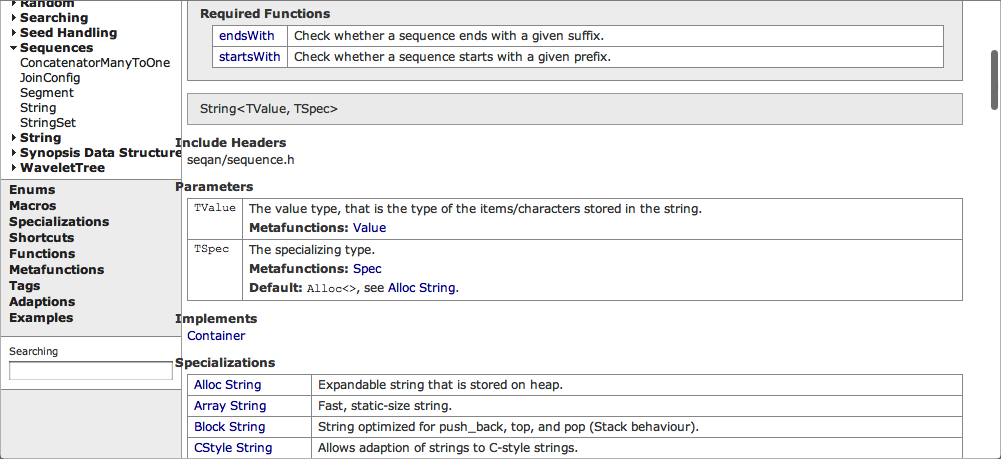 Random
Searching
Seed Handling
Sequences
ConcatenatorManyToOne
JoinConfig
Segment
String
StringSet
String
Synopsis Data Structure
WaveletTree
Enums
Macros
Specializations
Shortcuts
Functions
Metafunctions
Tags
Adaptions
Examples
Searching
Required Functions
endsWith Check whether a sequence ends with a given suffix.
startsWith Check whether a sequence starts with a given prefix.
String<TValue, TSpec>
Include Headers
seqan/sequence.h
Parameters
TValue The value type, that is the type of the items/characters stored in the string.
Metafunctions: Value
TSpec The specializing type.
Metafunctions: Spec
Default: Alloc<>, see Alloc String.
Implements
Container
Specializations
Alloc String Expandable string that is stored on heap.
Array String Fast, static-size string.
Block String String optimized for push_back, top, and pop (Stack behaviour).
CStyle String Allows adaption of strings to C-style strings.